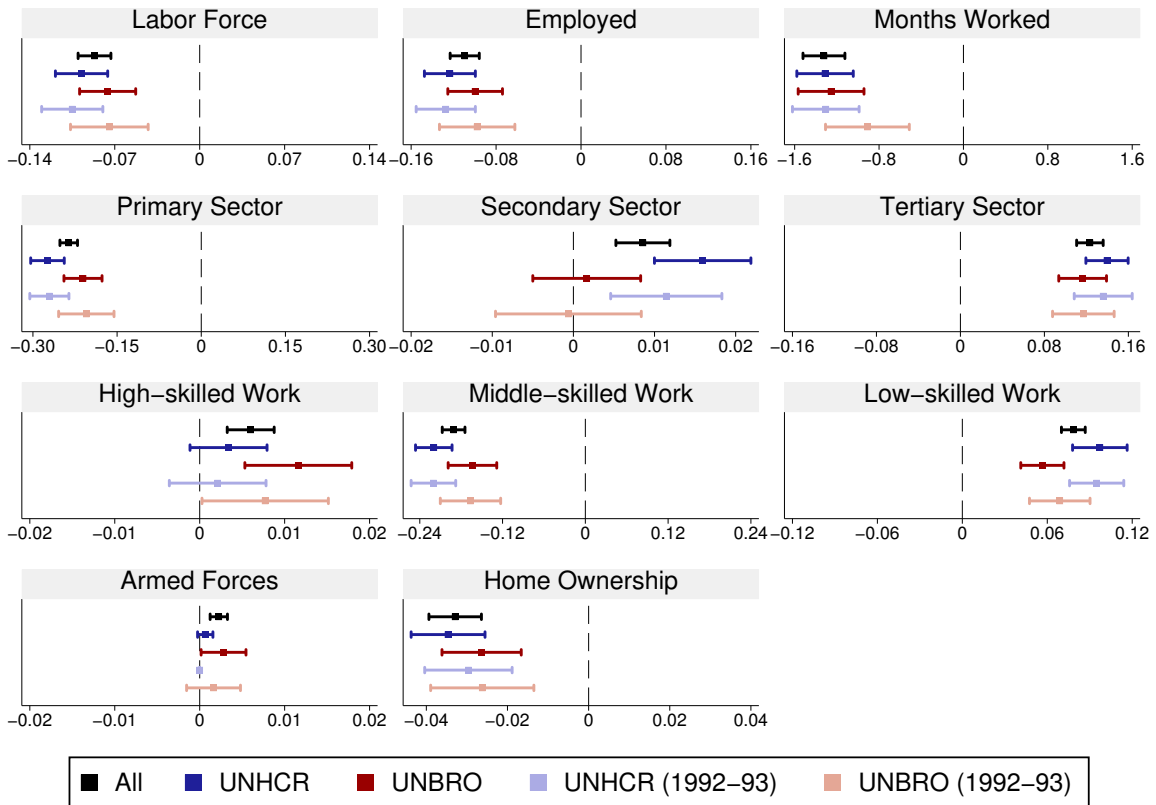 Labor Force Employed Months Worked
−0.14 −0.07 0 0.07 0.14 −0.16 −0.08 0 0.08 0.16 −1.6 −0.8 0 0.8 1.6
Primary Sector Secondary Sector Tertiary Sector
−0.30 −0.15 0 0.15 0.30 −0.02 −0.01 0 0.01 0.02 −0.16 −0.08 0 0.08 0.16
High−skilled Work Middle−skilled Work Low−skilled Work
−0.02 −0.01 0 0.01 0.02 −0.24 −0.12 0 0.12 0.24 −0.12 −0.06 0 0.06 0.12
Armed Forces Home Ownership
−0.02 −0.01 0 0.01 0.02 −0.04 −0.02 0 0.02 0.04
All UNHCR UNBRO UNHCR (1992−93) UNBRO (1992−93)